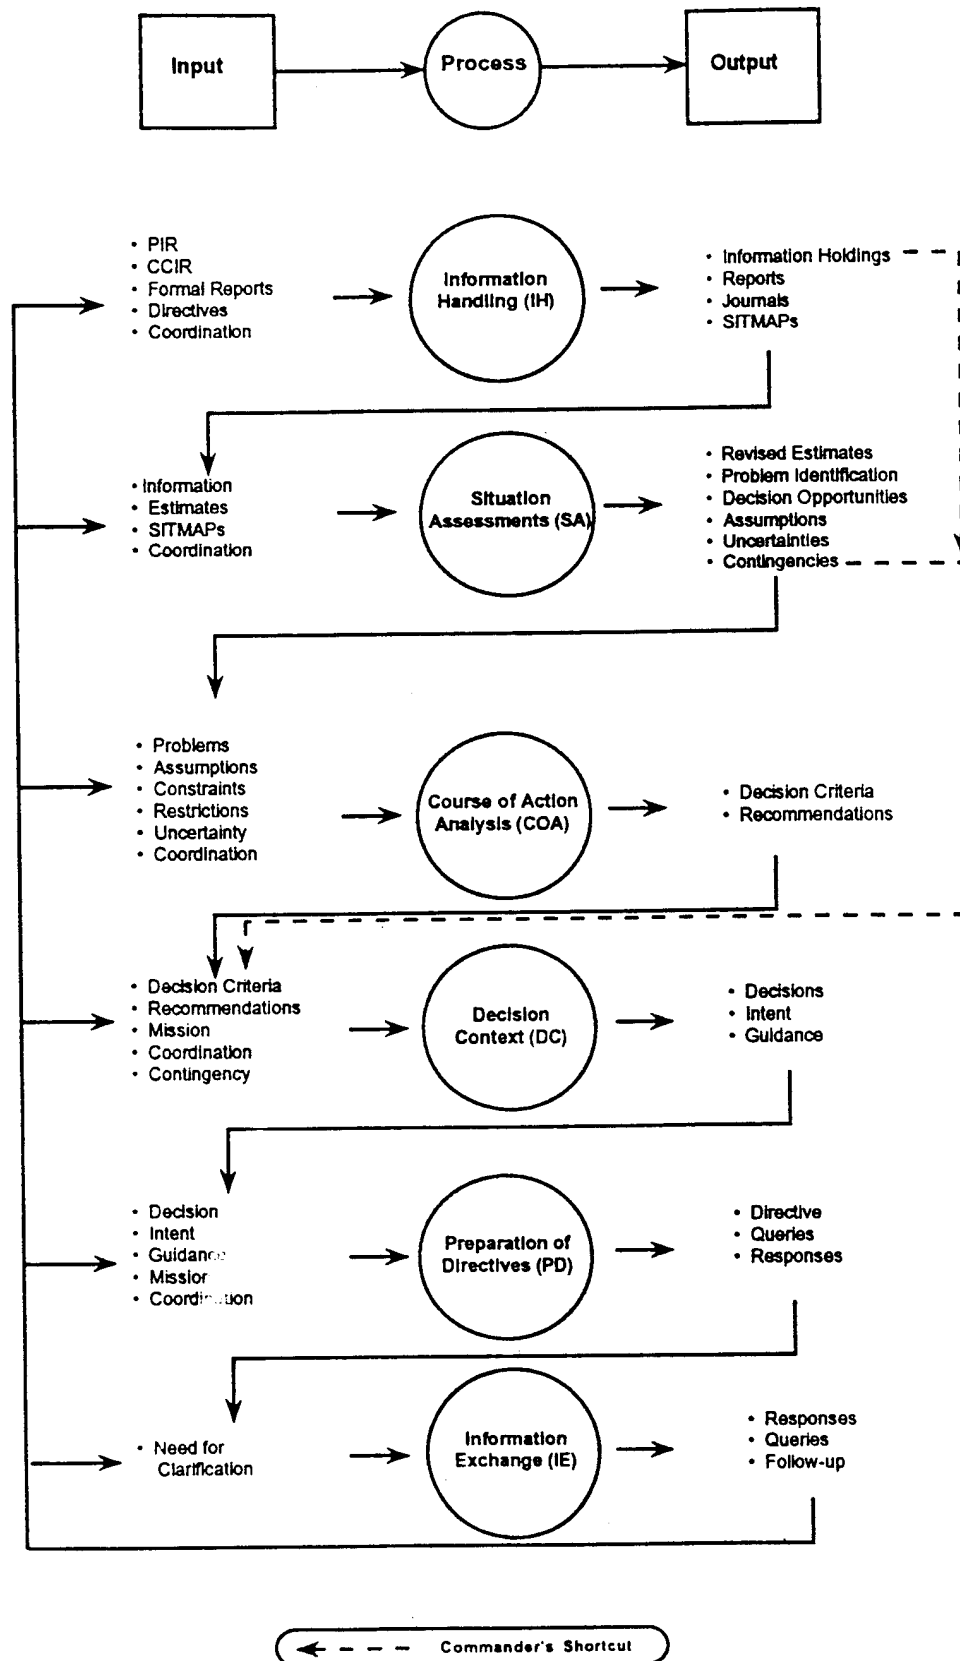 Input
Process
Output
• PIR
• CCIR
• Formal Reports
• Directives
• Coordination
Information
Handling (IH)
• Information Holdings
• Reports
• Journals
• SITMAPs
• Information
• Estimates
• SITMAPs
• Coordination
Situation
Assessments (SA)
• Revised Estimates
• Problem Identification
• Decision Opportunities
• Assumptions
• Uncertainties
• Contingencies
• Problems
• Assumptions
• Constraints
• Restrictions
• Uncertainty
• Coordination
Course of Action
Analysis (COA)
• Decision Criteria
• Recommendations
• Decision Criteria
• Recommendations
• Mission
• Coordination
• Contingency
Decision
Context (DC)
• Decisions
• Intent
• Guidance
• Decision
• Intent
• Guidance
• Mission
• Coordination
Preparation of
Directives (PD)
• Directive
• Queries
• Responses
• Need for
Clarification
Information
Exchange (IE)
• Responses
• Queries
• Follow-up
Commander's Shortcut